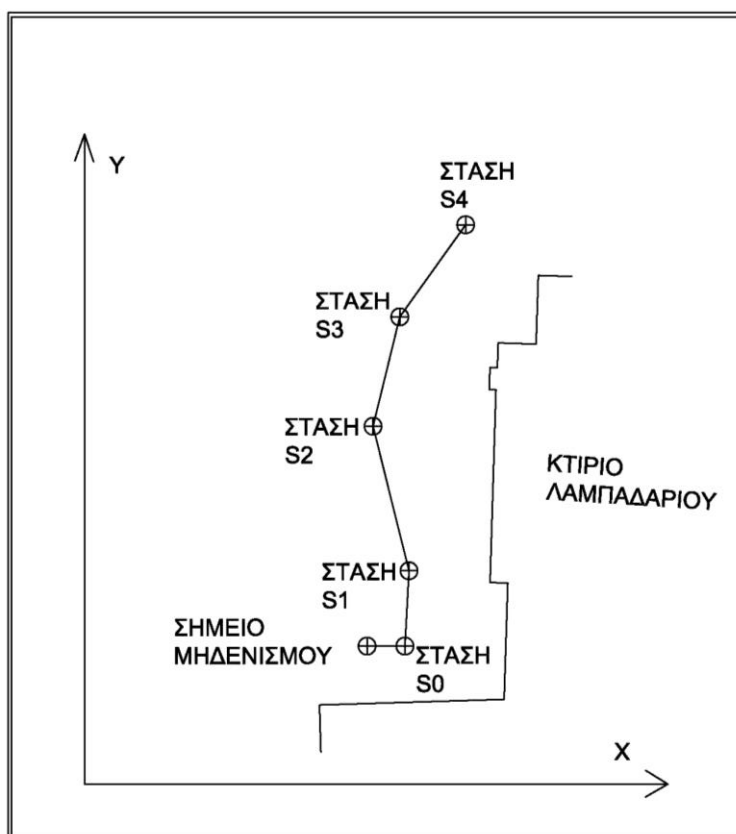 Y
ΣΤΑΣΗ
S4
ΣΤΑΣΗ
S3
ΣΤΑΣΗ
S2
ΚΤΙΡΙΟ
ΛΑΜΠΑΔΑΡΙΟΥ
ΣΤΑΣΗ
S1
ΣΗΜΕΙΟ
ΜΗΔΕΝΙΣΜΟΥ
ΣΤΑΣΗ
S0
X